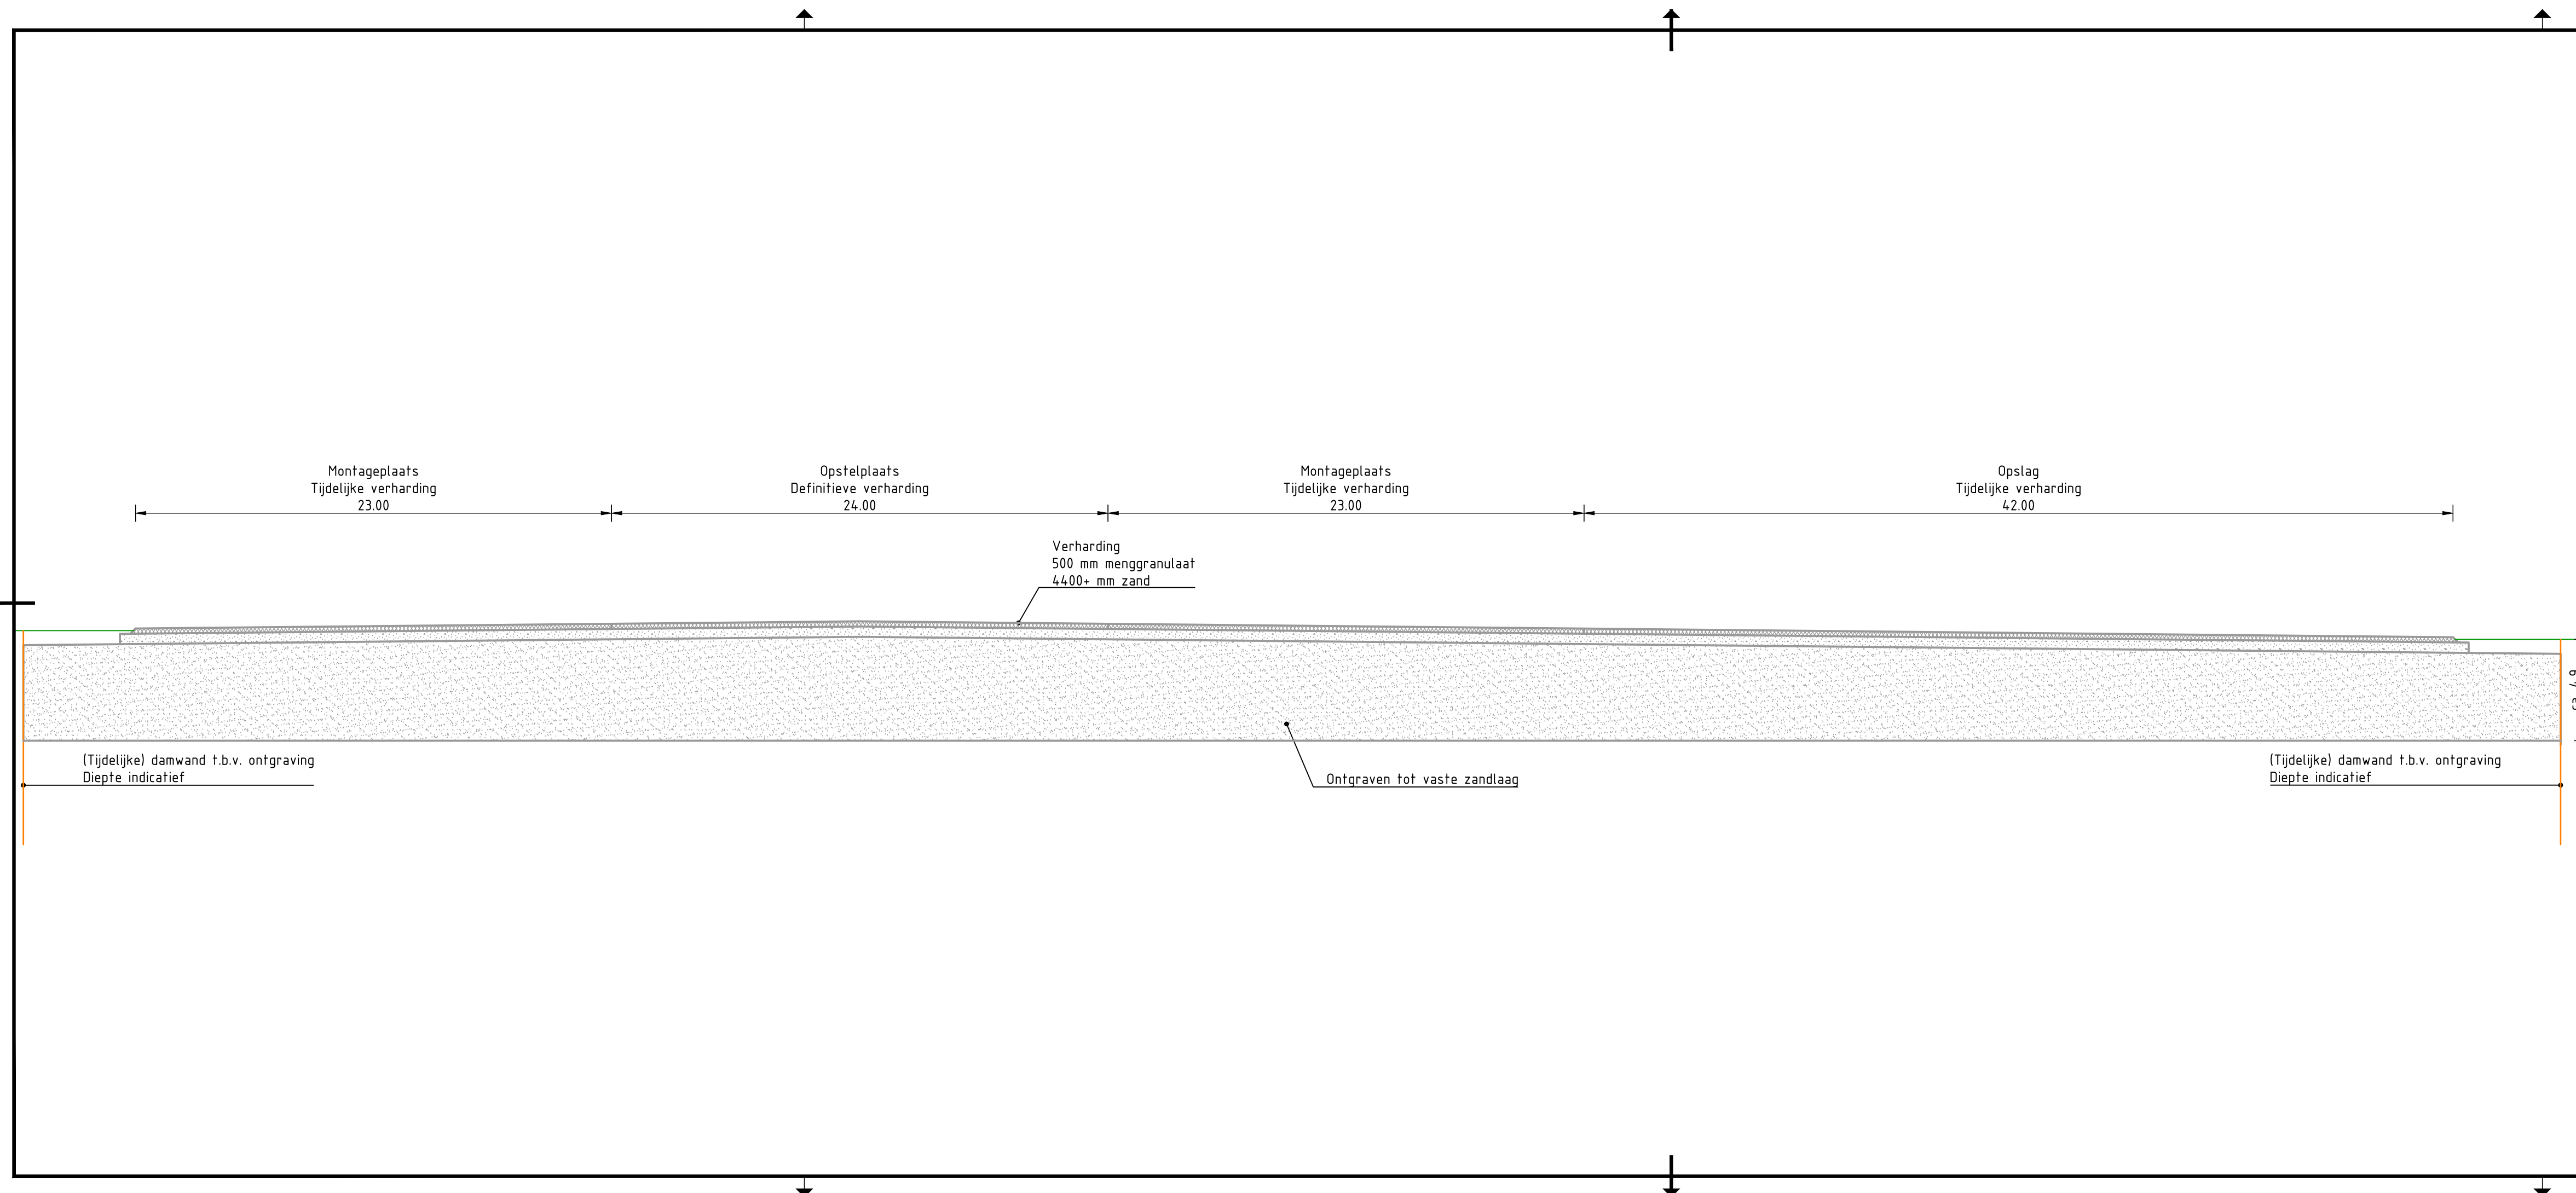 Montageplaats
Tijdelijke verharding
23.00
Opstelplaats
Definitieve verharding
24.00
Montageplaats
Tijdelijke verharding
23.00
Opslag
Tijdelijke verharding
42.00
Verharding
500 mm menggranulaat
4400+ mm zand
(Tijdelijke) damwand t.b.v. ontgraving
Diepte indicatief
Ontgraven tot vaste zandlaag
(Tijdelijke) damwand t.b.v. ontgraving
Diepte indicatief